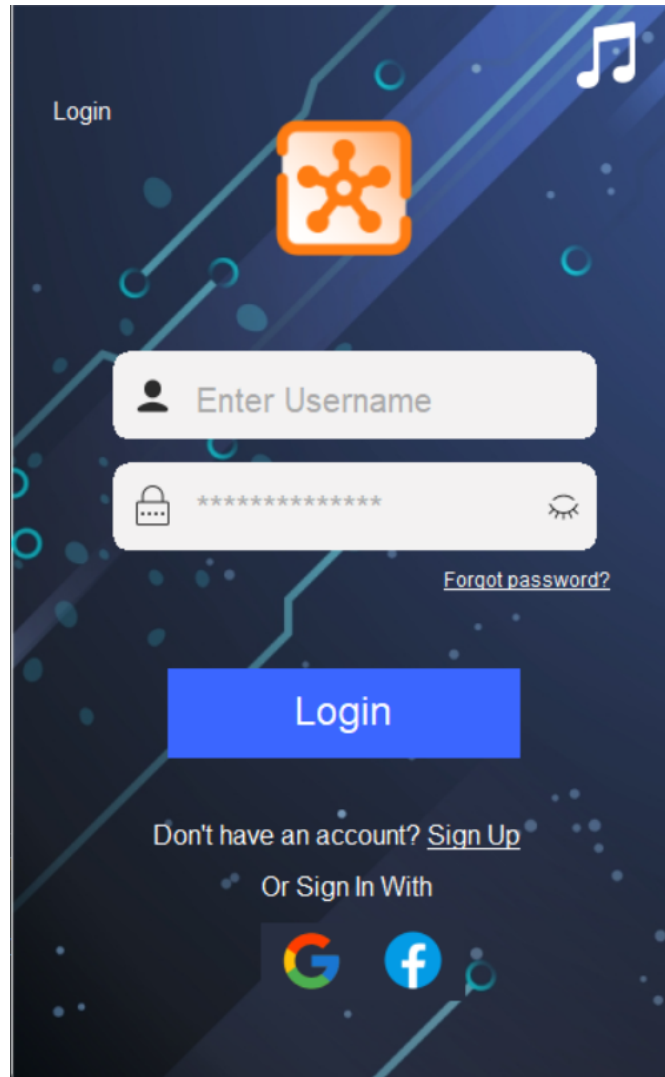 Login
Enter Username
**************
Forgot password?
Login
Don't have an account? Sign Up
Or Sign In With